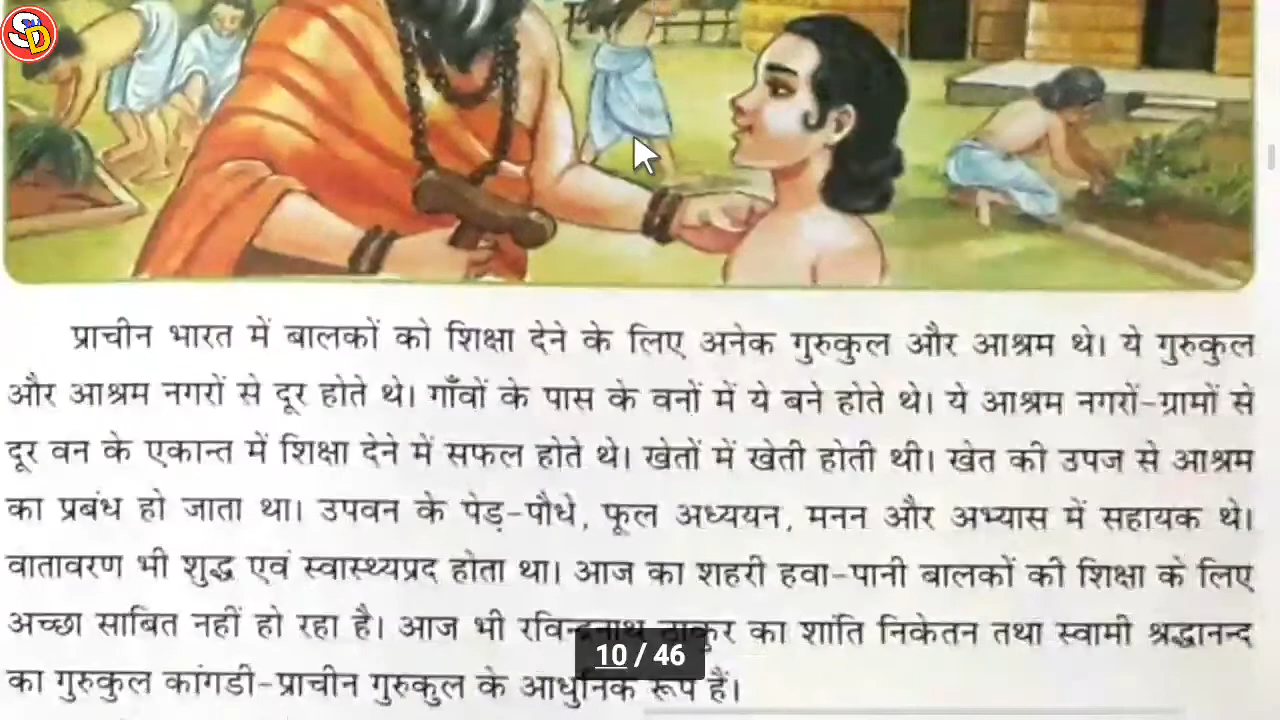 SD
प्राचीन भारत में बालकों को शिक्षा देने के लिए अनेक गुरुकुल और आश्रम थे। ये गुरुकुल
और आश्रम नगरों से दूर होते थे। गाँवों के पास के वनों में ये बने होते थे। ये आश्रम नगरों-ग्रामों से
दूर वन के एकान्त में शिक्षा देने में सफल होते थे। खेतों में खेती होती थी। खेत की उपज से आश्रम
का प्रबंध हो जाता था। उपवन के पेड़-पौधे, फूल अध्ययन, मनन और अभ्यास में सहायक थे।
वातावरण भी शुद्ध एवं स्वास्थ्यप्रद होता था। आज का शहरी हवा-पानी बालकों की शिक्षा के लिए
अच्छा साबित नहीं हो रहा है। आज भी रविन्द्रनाथ ठाकुर का शांति निकेतन तथा स्वामी श्रद्धानन्द
का गुरुकुल कांगडी-प्राचीन गुरुकुल के आधुनिक रूप हैं।
10 / 46